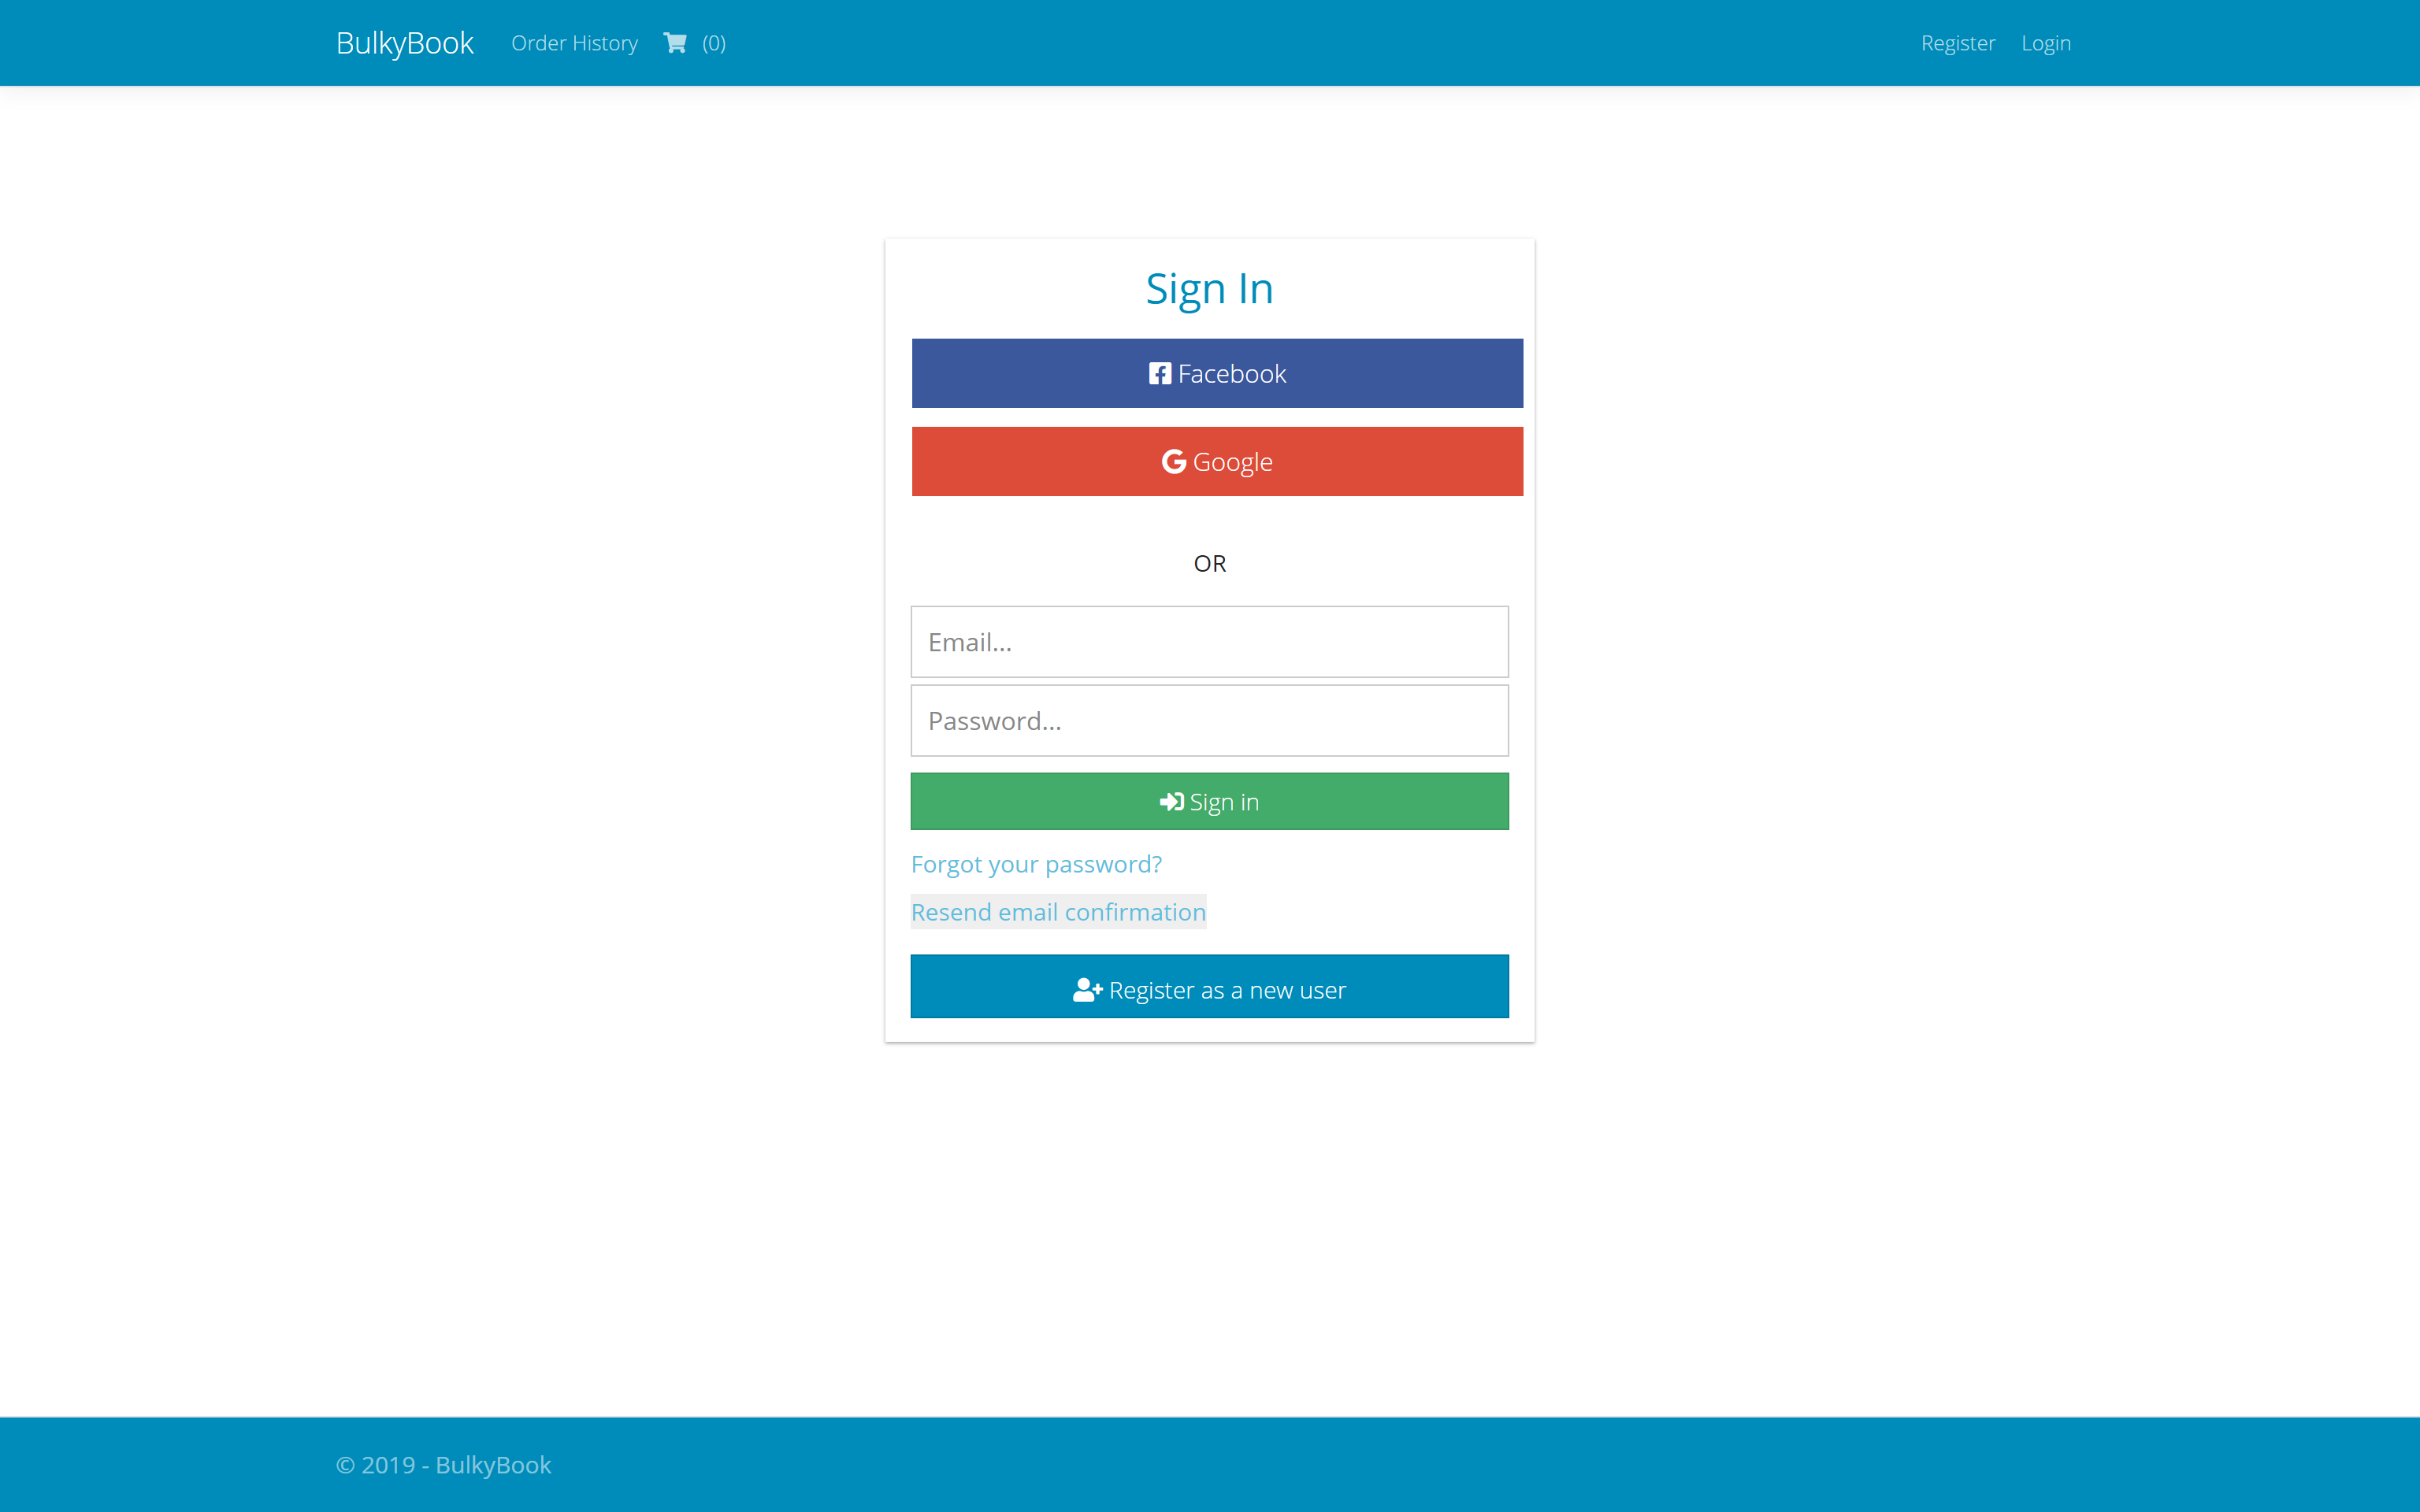 BulkyBook Order History (0) Register Login
Sign In
Facebook
Google
OR
Email...
Password...
Sign in
Forgot your password?
Resend email confirmation
Register as a new user
© 2019 - BulkyBook